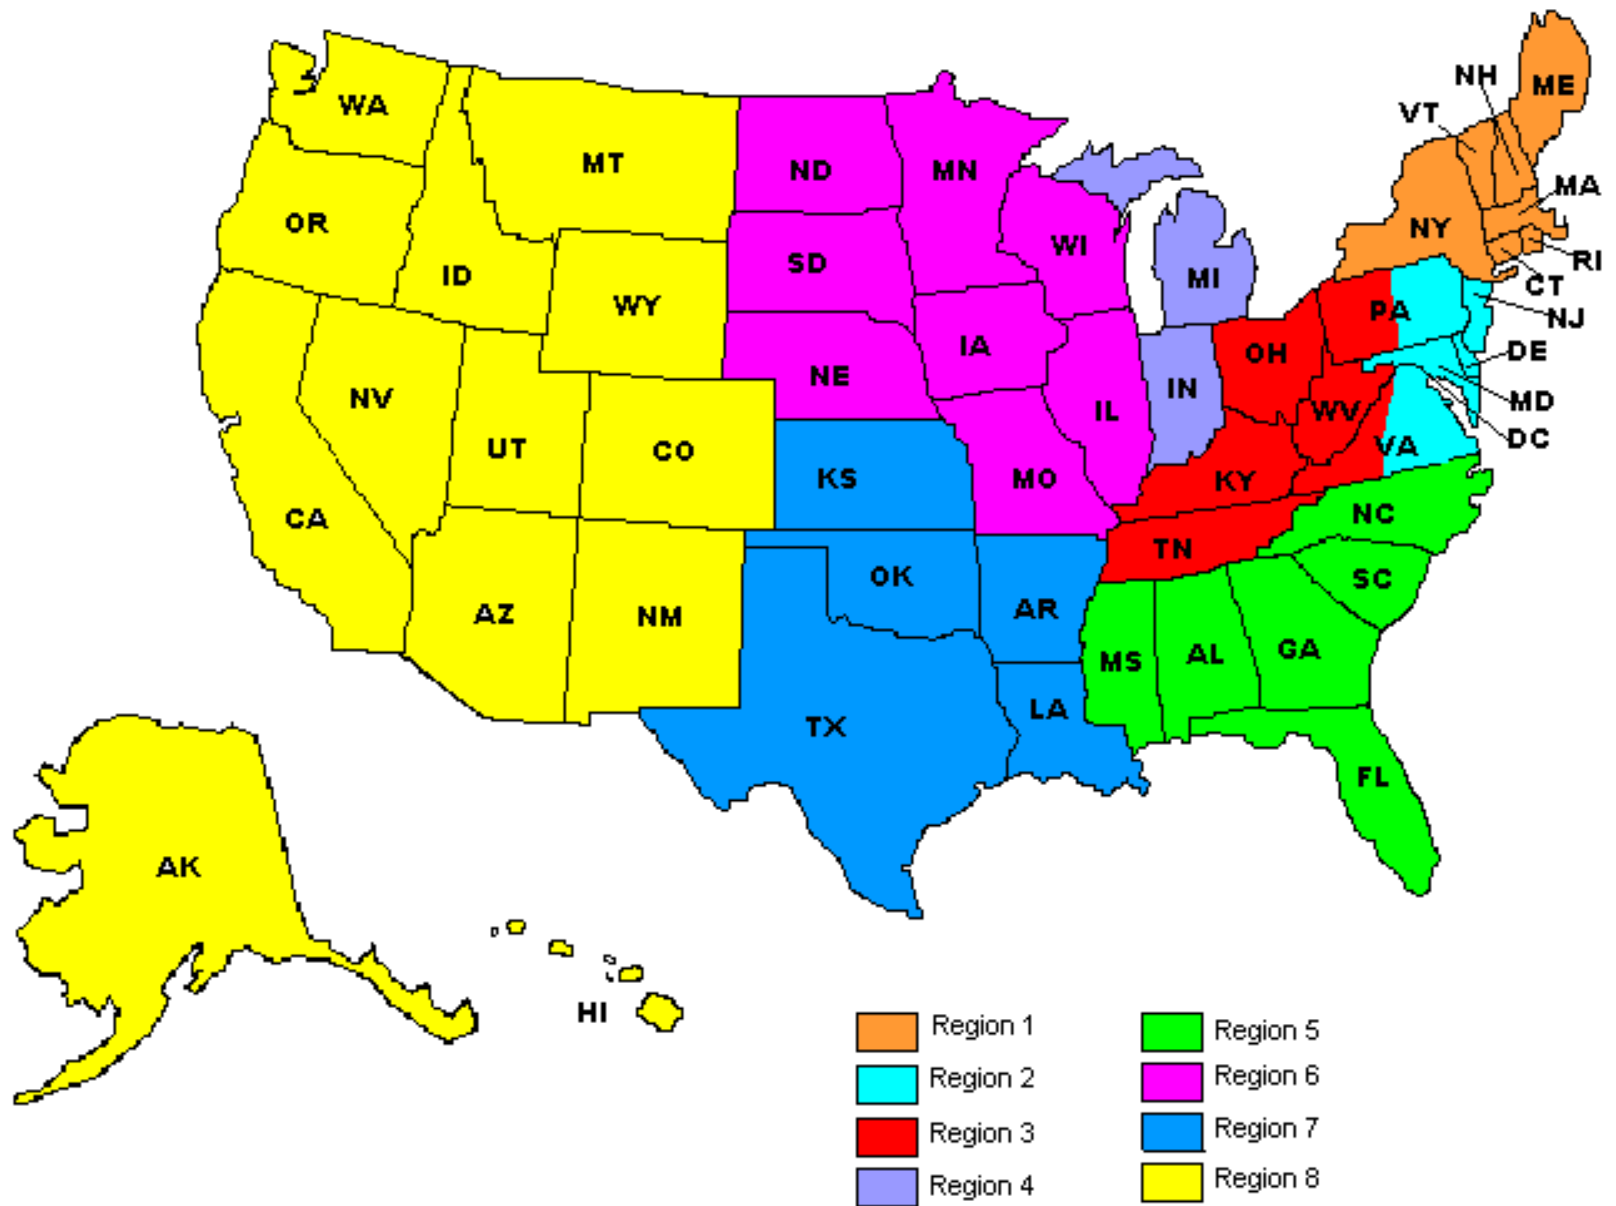 ME
NH
VT
WA
MT
ND
MN
MA
OR
NY
WI
SD
RI
ID
MI
CT
WY
PA
NJ
IA
OH
DE
NE
IN
NV
MD
WV
IL
DC
UT
CO
VA
KS
MO
KY
CA
NC
TN
OK
SC
AR
AZ
NM
GA
AL
MS
LA
TX
FL
AK
HI
Region 1
Region 2
Region 3
Region 4
Region 5
Region 6
Region 7
Region 8